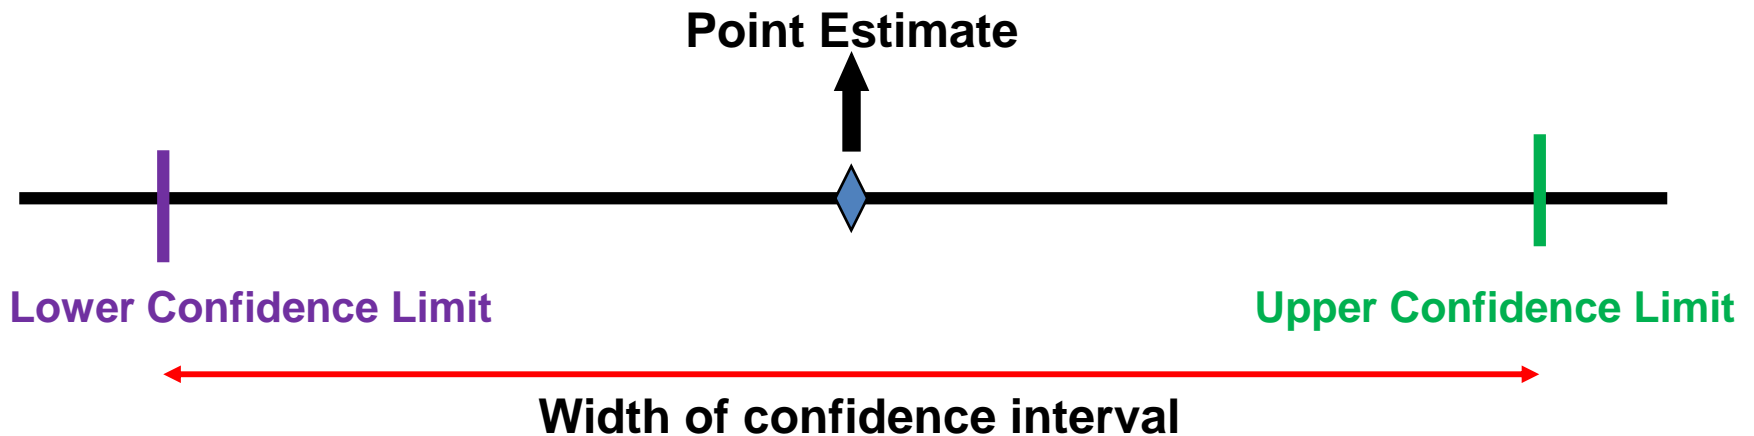 Point Estimate
Lower Confidence Limit
Upper Confidence Limit
Width of confidence interval